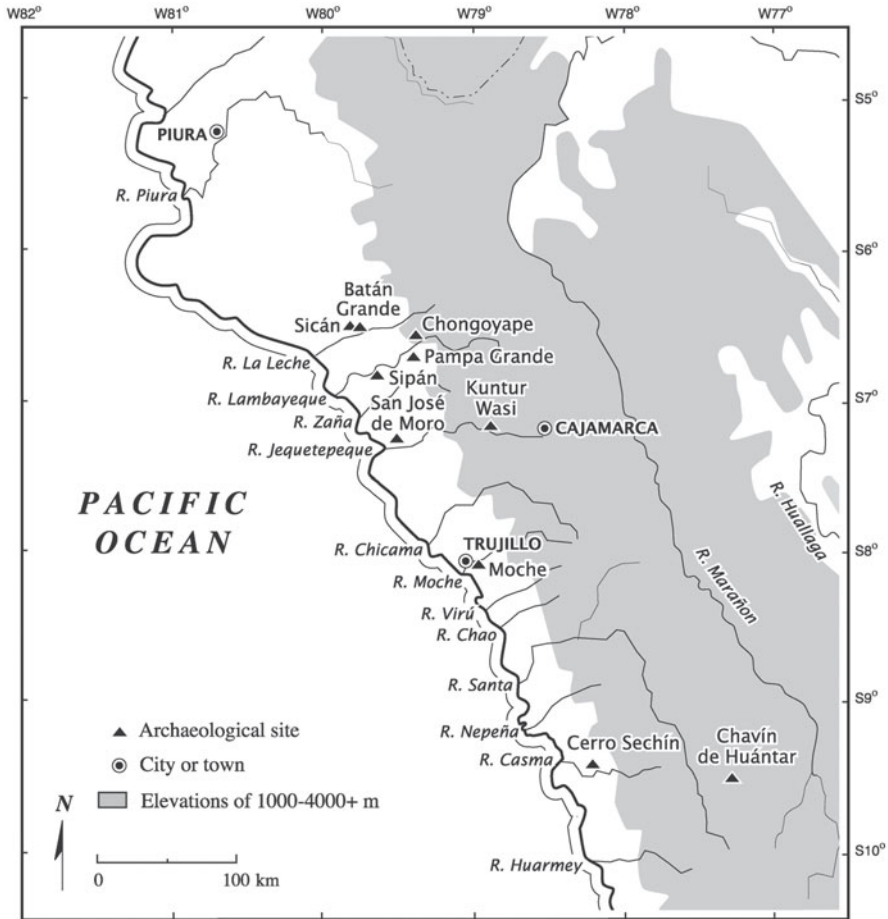 W82°
W81°
W80°
W79°
W78°
W77°
S5°
PIURA
R. Piura
S6°
Batán
Grande
Sicán
Chongoyape
R. La Leche
Pampa Grande
Sipán
Kuntur
Wasi
R. Lambayeque
San José
de Moro
S7°
R. Zaña
CAJAMARCA
R. Jequetepeque
PACIFIC
OCEAN
R. Huallaga
R. Chicama
TRUJILLO
S8°
Moche
R. Moche
R. Marañon
R. Virú
R. Chao
R. Santa
S9°
R. Nepeña
Cerro Sechín
Chavín
de Huántar
R. Casma
Archaeological site
City or town
Elevations of 1000-4000+ m
N
0
100 km
R. Huarmey
S10°